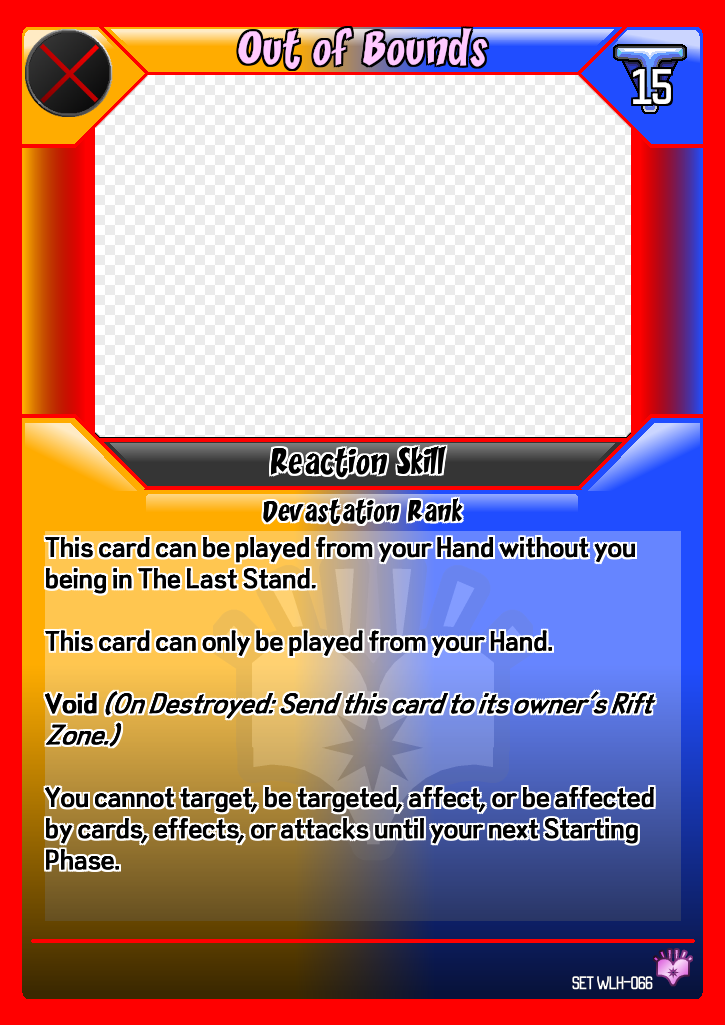 Out of Bounds
15
Reaction Skill
Devastation Rank
This card can be played from your Hand without you
being in The Last Stand.
This card can only be played from your Hand.
Void (On Destroyed: Send this card to its owner's Rift
Zone.)
You cannot target, be targeted, affect, or be affected
by cards, effects, or attacks until your next Starting
Phase.
SET WLH-066